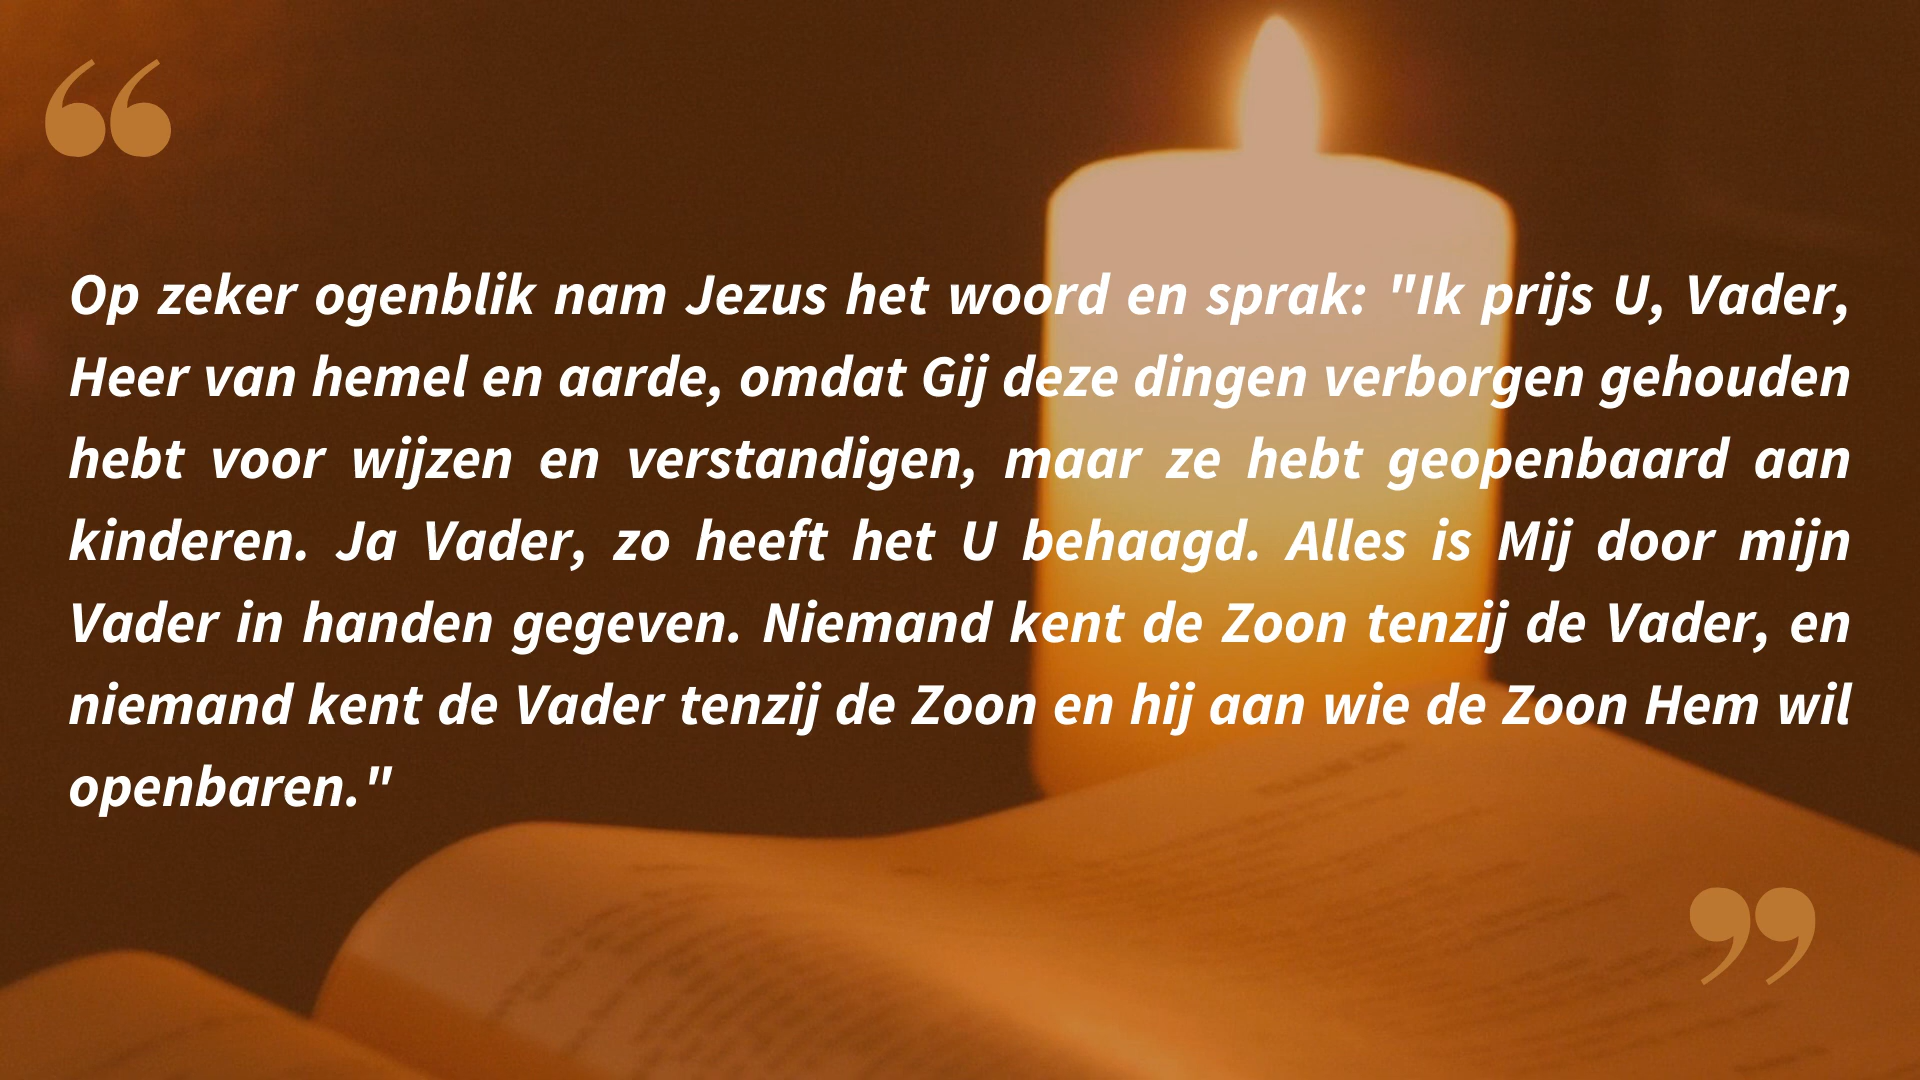 “
Op zeker ogenblik nam Jezus het woord en sprak: "Ik prijs U, Vader,
Heer van hemel en aarde, omdat Gij deze dingen verborgen gehouden
hebt voor wijzen en verstandigen, maar ze hebt geopenbaard aan
kinderen. Ja Vader, zo heeft het U behaagd. Alles is Mij door mijn
Vader in handen gegeven. Niemand kent de Zoon tenzij de Vader, en
niemand kent de Vader tenzij de Zoon en hij aan wie de Zoon Hem wil
openbaren."
”